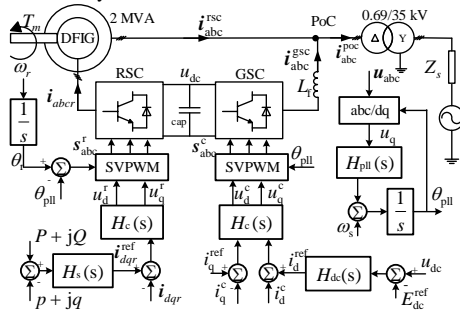 T_m
DFIG
2 MVA
i_abc^rsc
PoC
0.69/35 kV
Δ
Y
i_abc^gsc
i_abc^poc
ω_r
RSC
u_dc
GSC
L_f
u_abc
Z_s
i_abcr
cap
1/s
s_abc^r
s_abc^c
abc/dq
θ_r
+
-
θ_pll
SVPWM
SVPWM
θ_pll
u_q
H_pll(s)
u_d^r
u_q^r
u_d^c
u_q^c
θ_pll
ω_s
1/s
H_c(s)
H_c(s)
P + jQ
+
-
p + jq
H_s(s)
i_dqr^ref
-
i_dqr
i_q^ref
i_q^c
i_d^ref
i_d^c
H_dc(s)
+
-
u_dc
E_dc^ref